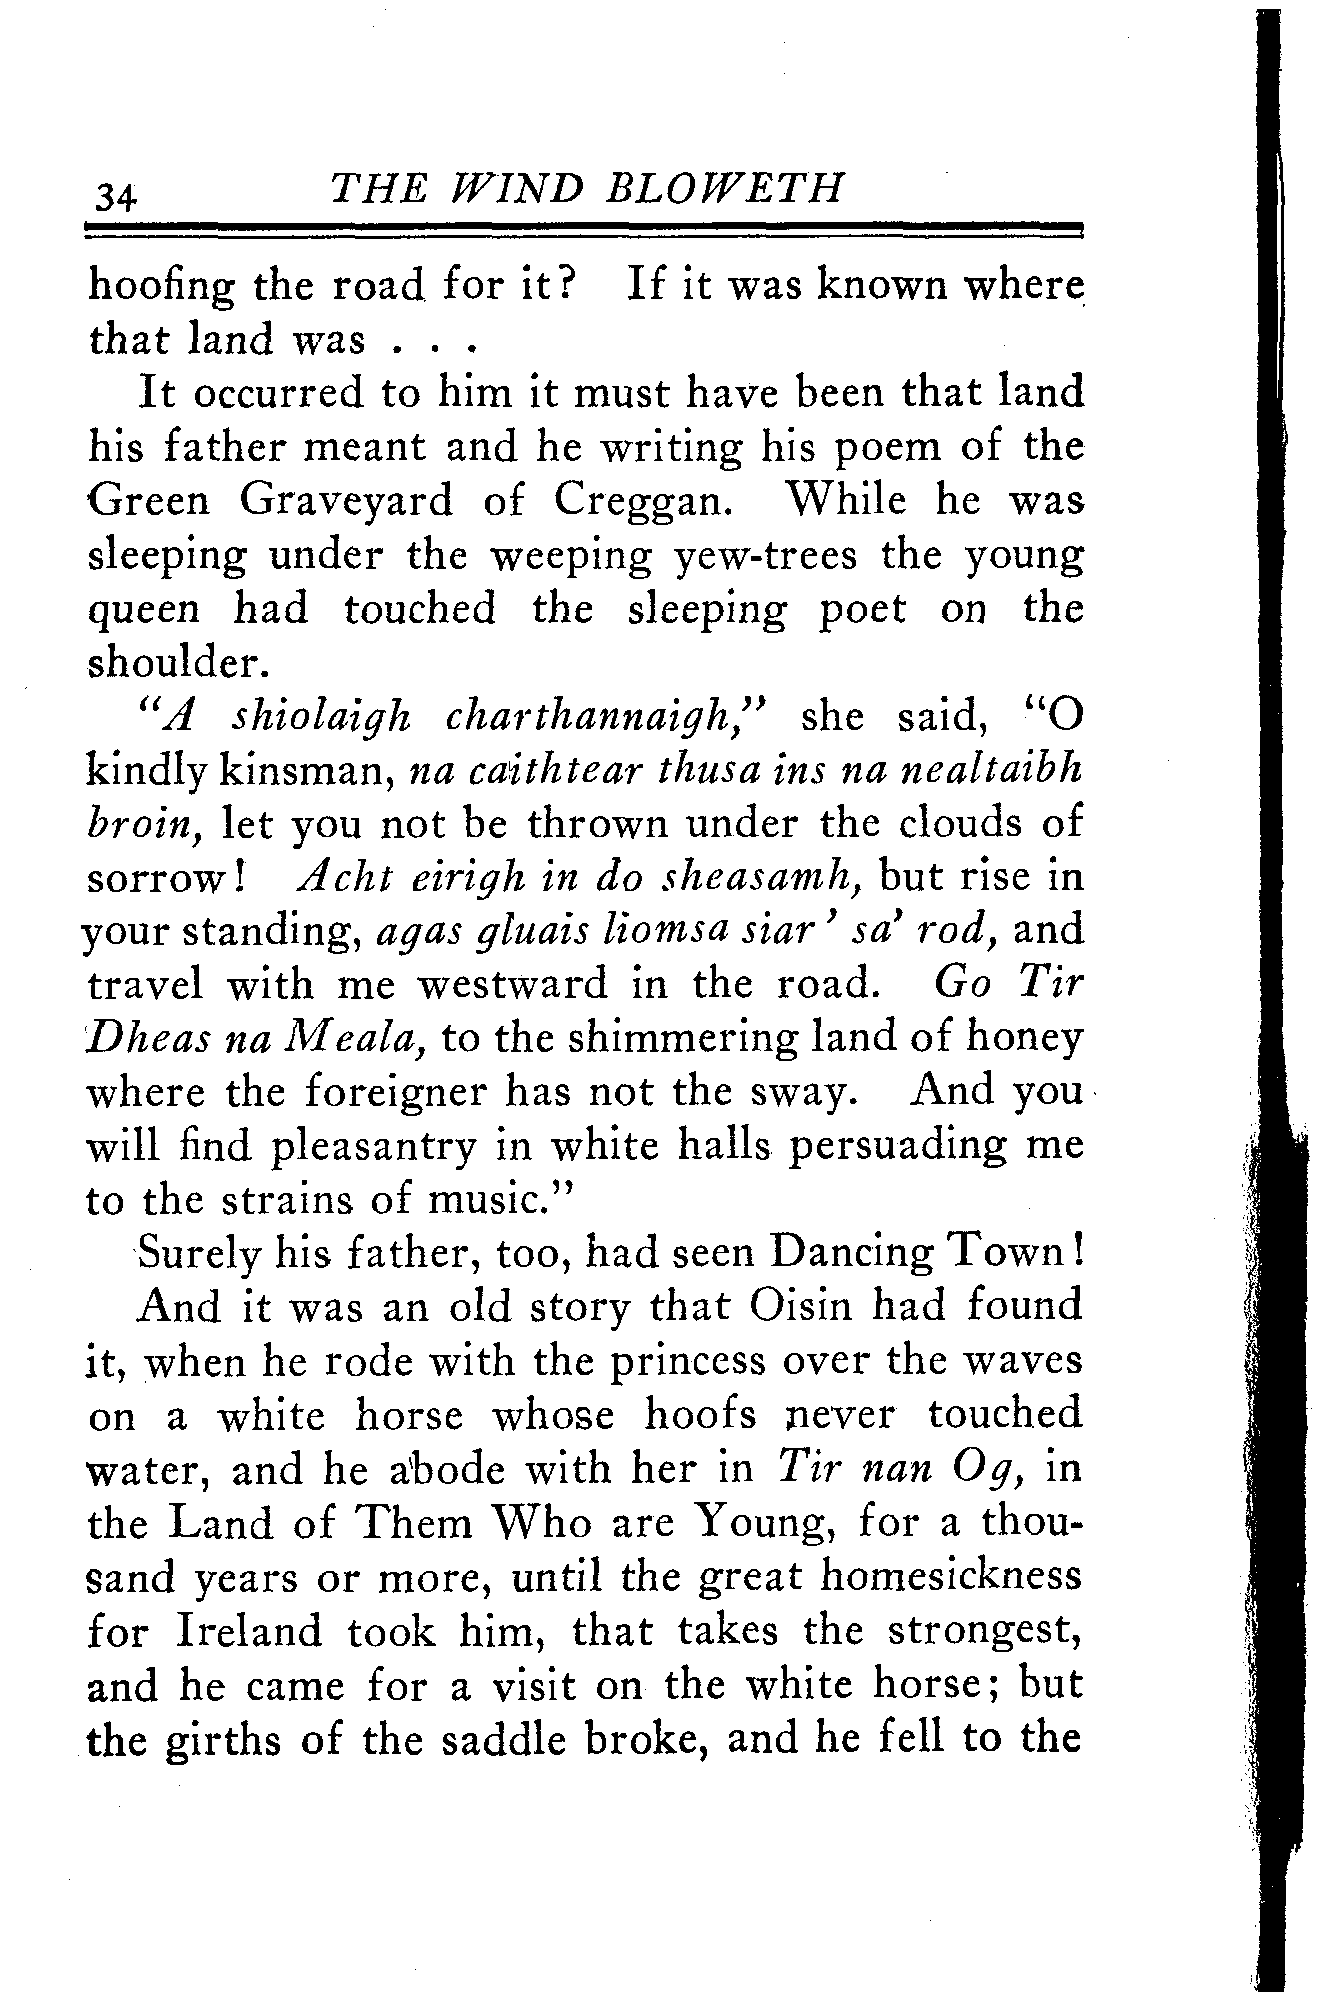 34 THE WIND BLOWETH
hoofing the road for it? If it was known where
that land was . . .
It occurred to him it must have been that land
his father meant and he writing his poem of the
Green Graveyard of Creggan. While he was
sleeping under the weeping yew-trees the young
queen had touched the sleeping poet on the
shoulder.
"A shiolaigh charthannaigh," she said, "O
kindly kinsman, na caithtear thusa ins na nealtaibh
broin, let you not be thrown under the clouds of
sorrow! Acht eirigh in do sheasamh, but rise in
your standing, agas gluais liomsa siar ' sa' rod, and
travel with me westward in the road. Go Tir
Dheas na Meala, to the shimmering land of honey
where the foreigner has not the sway. And you
will find pleasantry in white halls persuading me
to the strains of music."
Surely his father, too, had seen Dancing Town!
And it was an old story that Oisin had found
it, when he rode with the princess over the waves
on a white horse whose hoofs never touched
water, and he abode with her in Tir nan Og, in
the Land of Them Who are Young, for a thou-
sand years or more, until the great homesickness
for Ireland took him, that takes the strongest,
and he came for a visit on the white horse; but
the girths of the saddle broke, and he fell to the